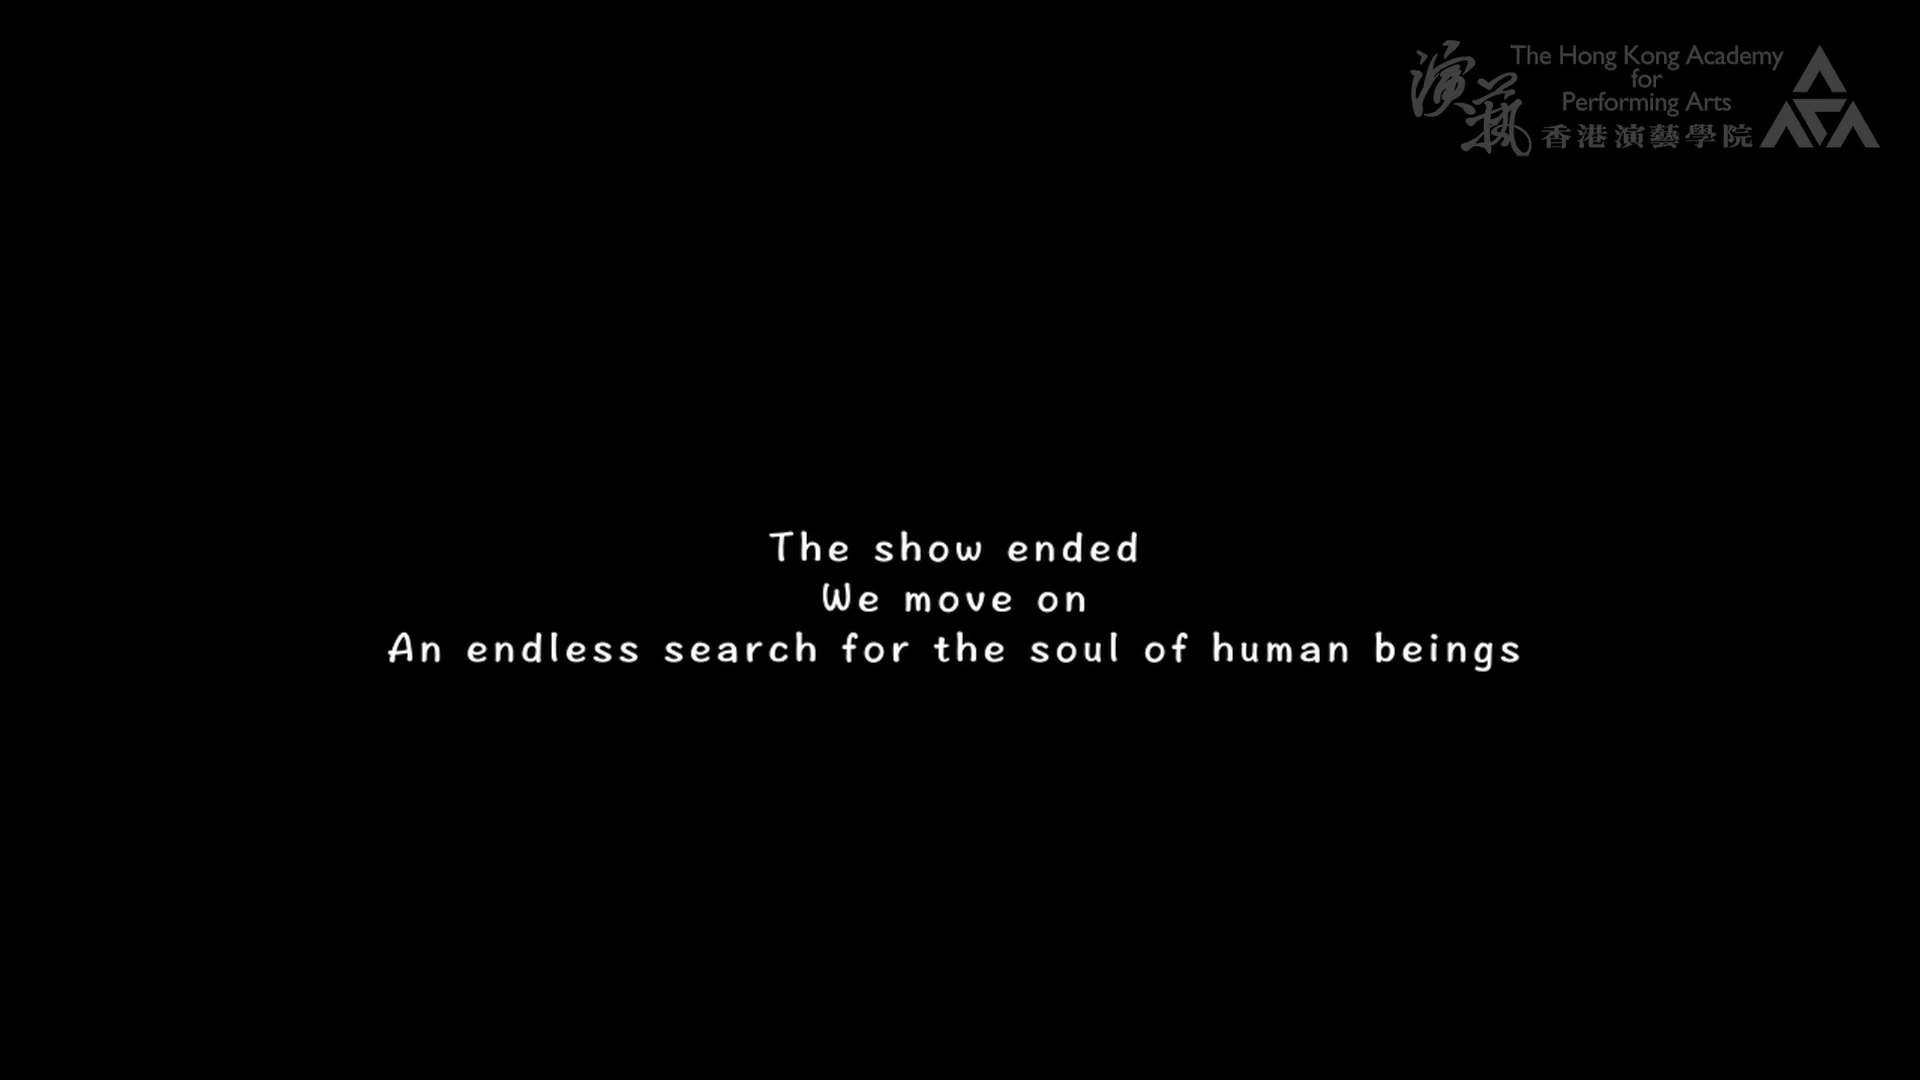 演藝
The Hong Kong Academy
for
Performing Arts
香港演藝學院
The show ended
We move on
An endless search for the soul of human beings